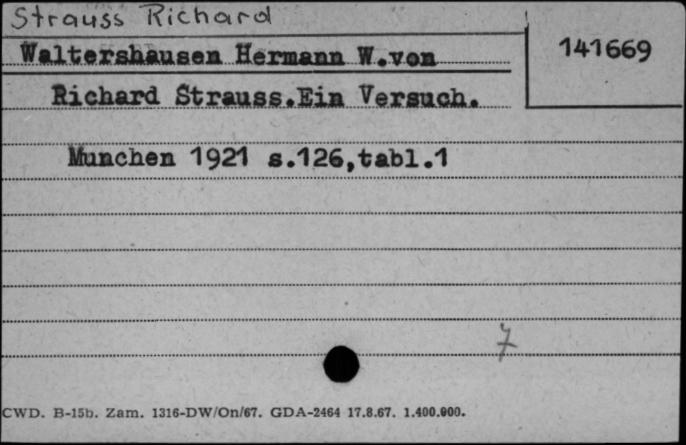 Strauss Richard
Waltershausen Hermann W.von
141669
Richard Strauss.Ein Versuch.
Munchen 1921 s.126,tabl.1
7
CWD. B-15b. Zam. 1316-DW/On/67. GDA-2464 17.8.67. 1.400.000.